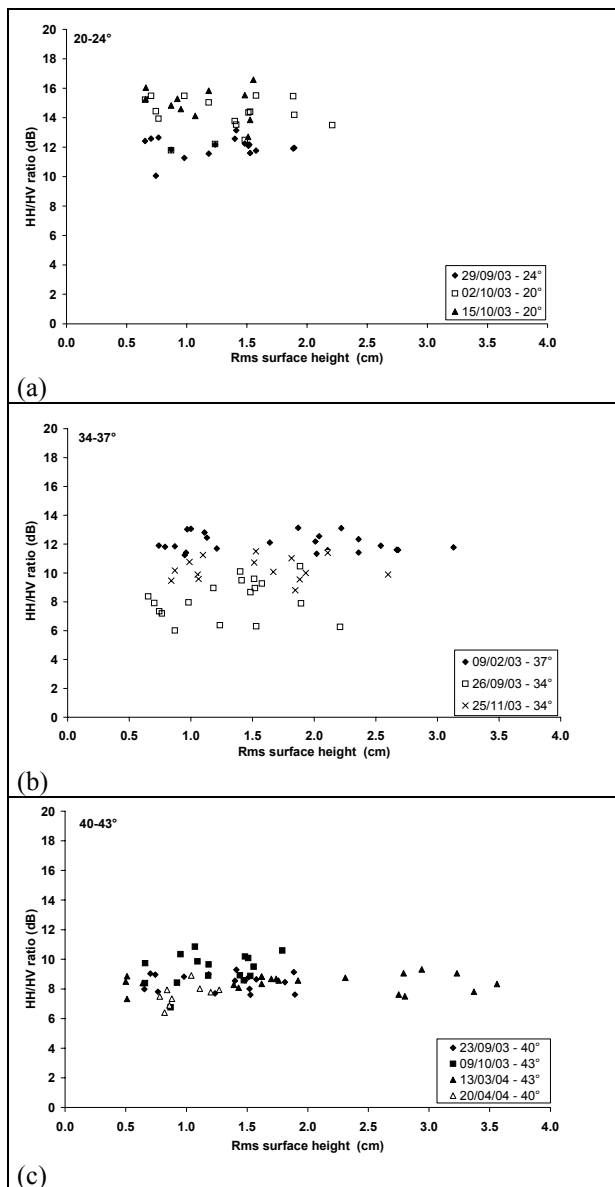 20-24°
HH/HV ratio (dB)
20
18
16
14
12
10
8
6
4
2
0
29/09/03 - 24°
02/10/03 - 20°
15/10/03 - 20°
0.0 0.5 1.0 1.5 2.0 2.5 3.0 3.5 4.0
Rms surface height (cm)
(a)
34-37°
HH/HV ratio (dB)
20
18
16
14
12
10
8
6
4
2
0
09/02/03 - 37°
26/09/03 - 34°
25/11/03 - 34°
0.0 0.5 1.0 1.5 2.0 2.5 3.0 3.5 4.0
Rms surface height (cm)
(b)
40-43°
HH/HV ratio (dB)
20
18
16
14
12
10
8
6
4
2
0
23/09/03 - 40°
09/10/03 - 43°
13/03/04 - 43°
20/04/04 - 40°
0.0 0.5 1.0 1.5 2.0 2.5 3.0 3.5 4.0
Rms surface height (cm)
(c)